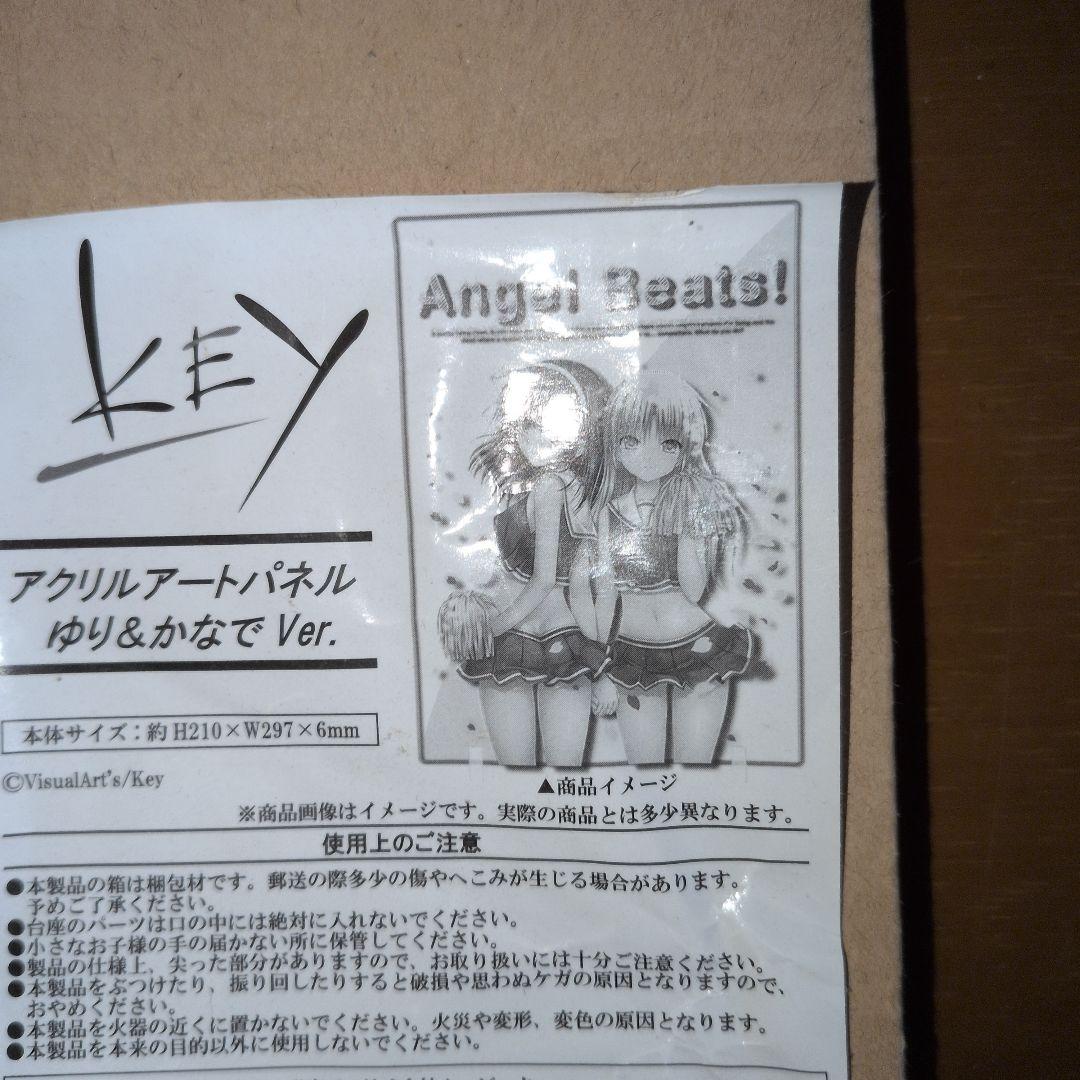 KEY
アクリルアートパネル
ゆり&かなで Ver.
本体サイズ：約 H210×W297×6mm
©VisualArt's/Key
Angel Beats!
▲商品イメージ
※商品画像はイメージです。実際の商品とは多少異なります。
使用上のご注意
●本製品の箱は梱包材です。郵送の際多少の傷やへこみが生じる場合があります。
予めご了承ください。
●台座のパーツは口の中には絶対に入れないでください。
●小さなお子様の手の届かない所に保管してください。
●製品の仕様上、尖った部分がありますので、お取り扱いには十分ご注意ください。
●本製品をぶつけたり、振り回したりすると破損や思わぬケガの原因となりますので、
おやめください。
●本製品を火器の近くに置かないでください。火災や変形、変色の原因となります。
●本製品を本来の目的以外に使用しないでください。